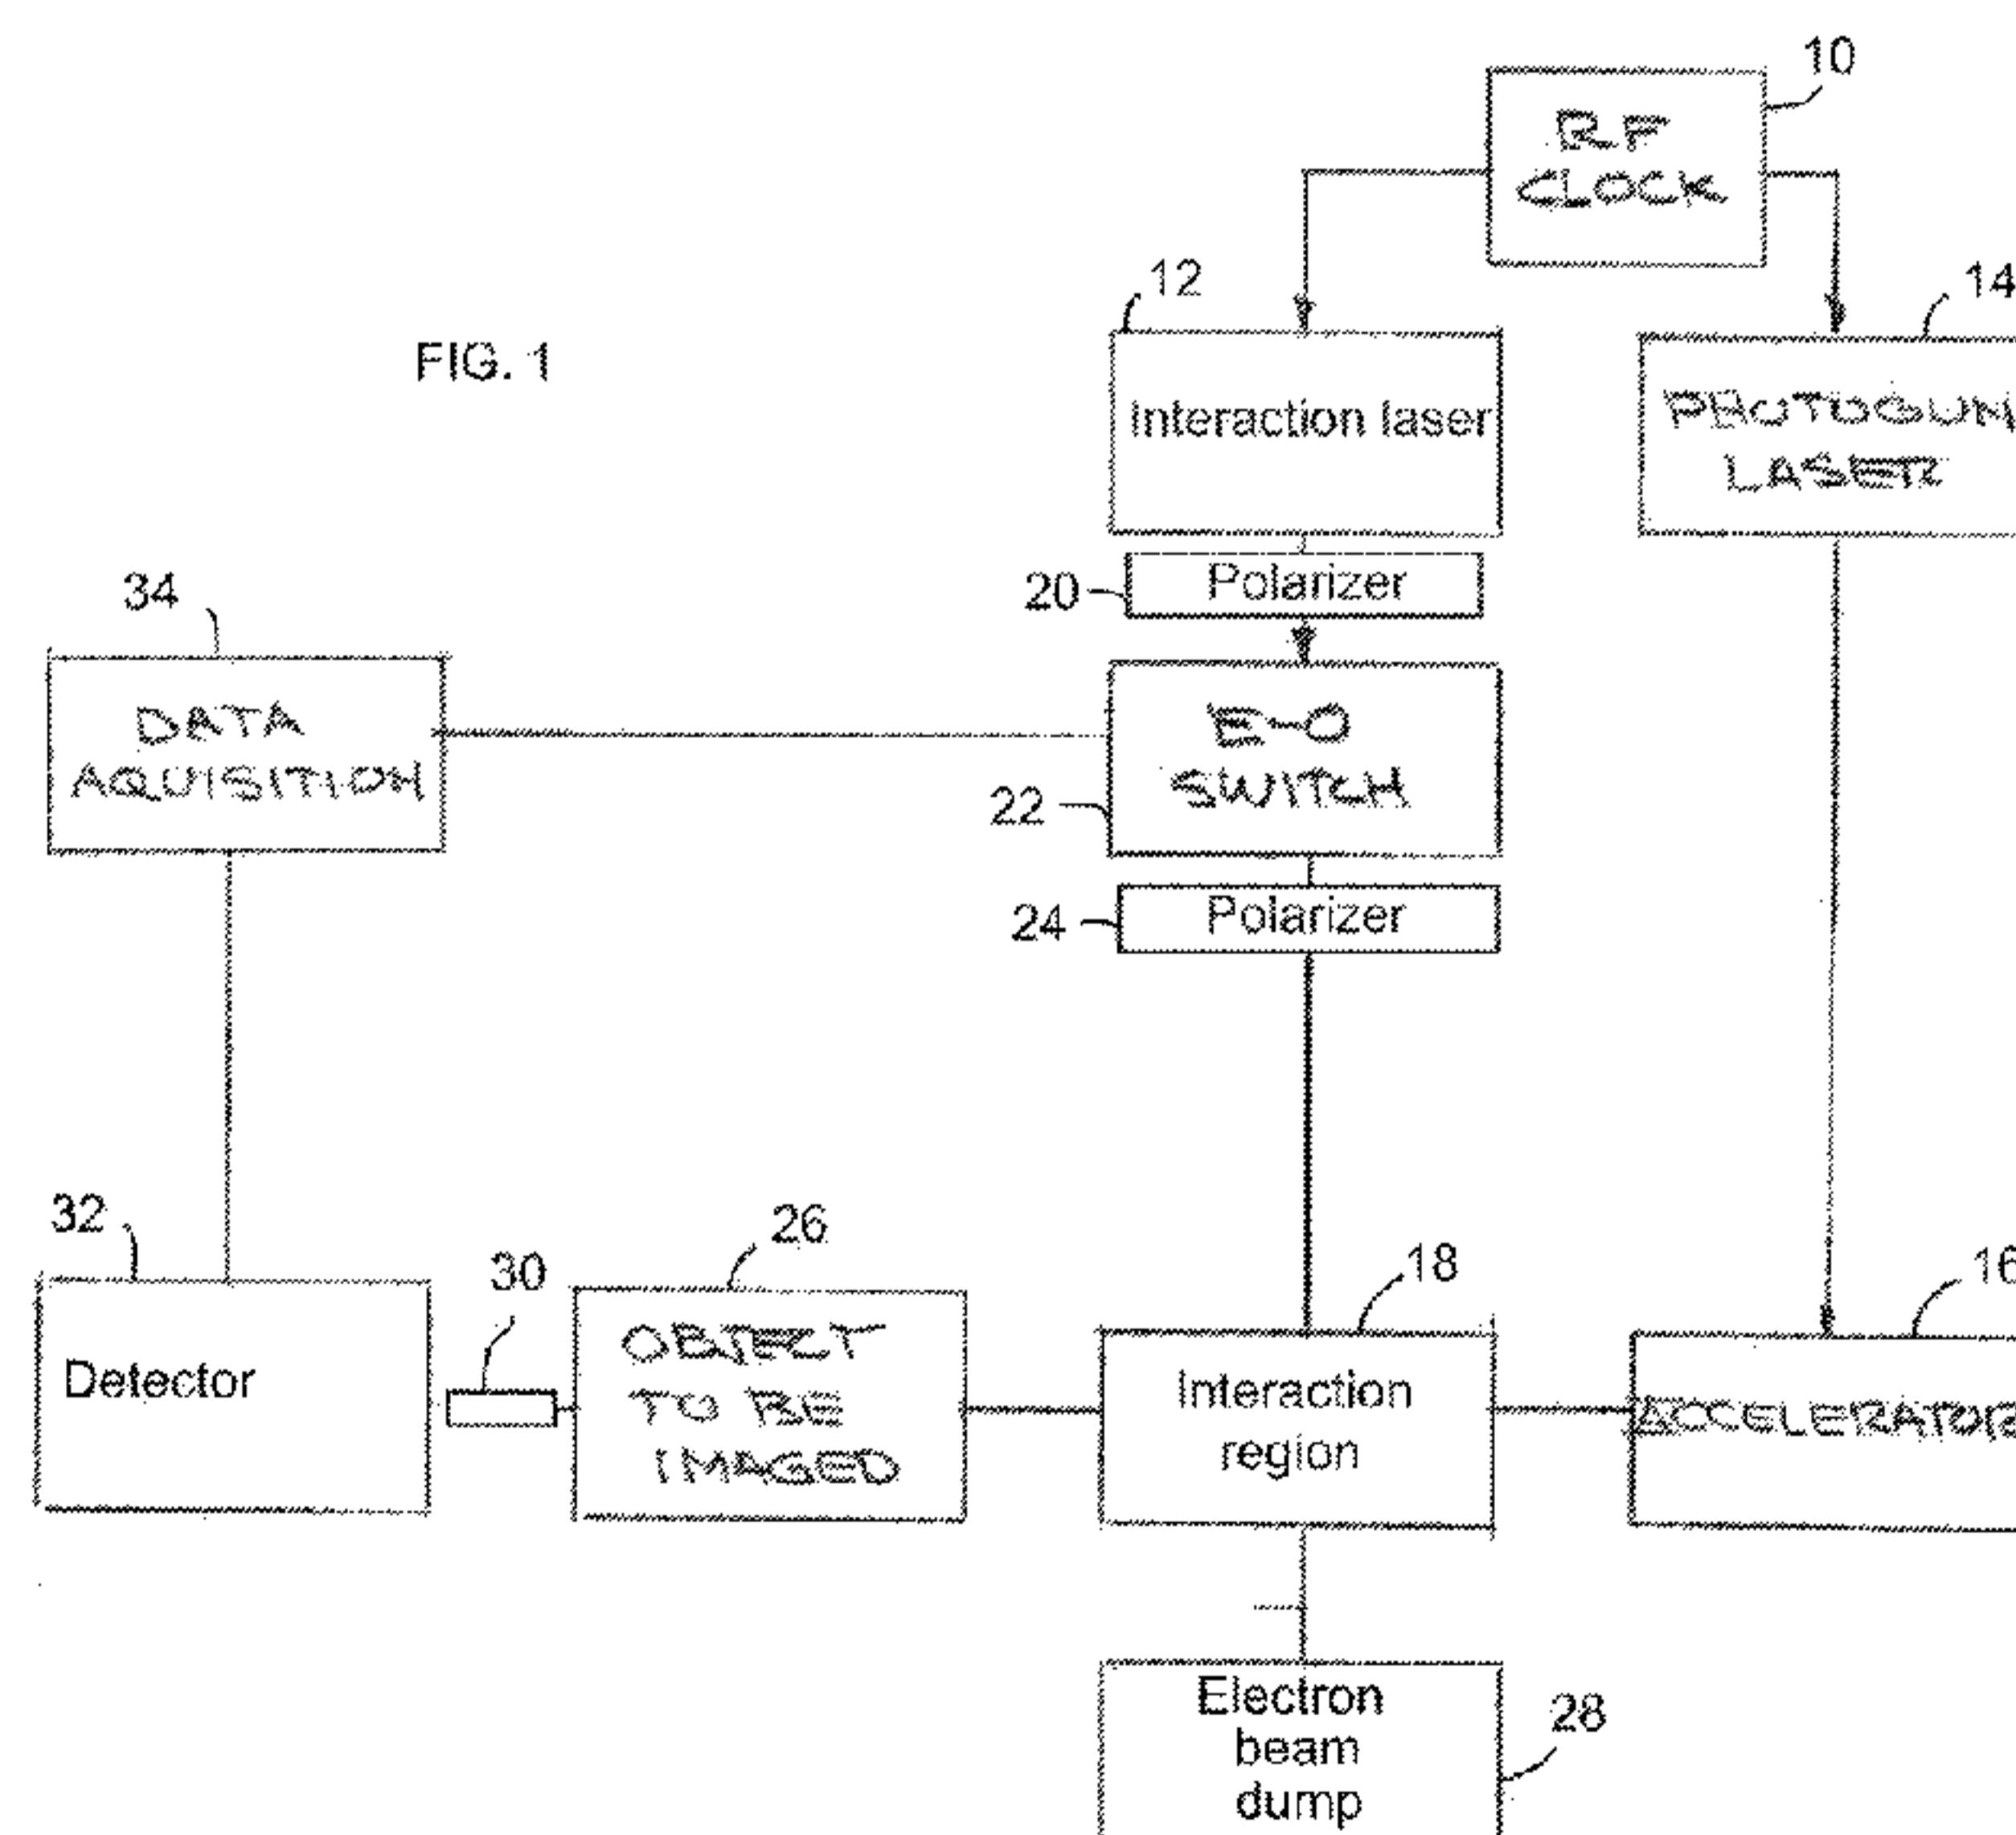 10
RF
CLOCK
12
14
FIG. 1
Interaction laser
PHOTOGUN
LASER
34
20
Polarizer
DATA
AQUISITION
E-O
SWITCH
22
24
Polarizer
32
30
26
18
16
Detector
OBJECT
TO BE
IMAGED
Interaction
region
ACCELERATOR
Electron
beam
dump
28